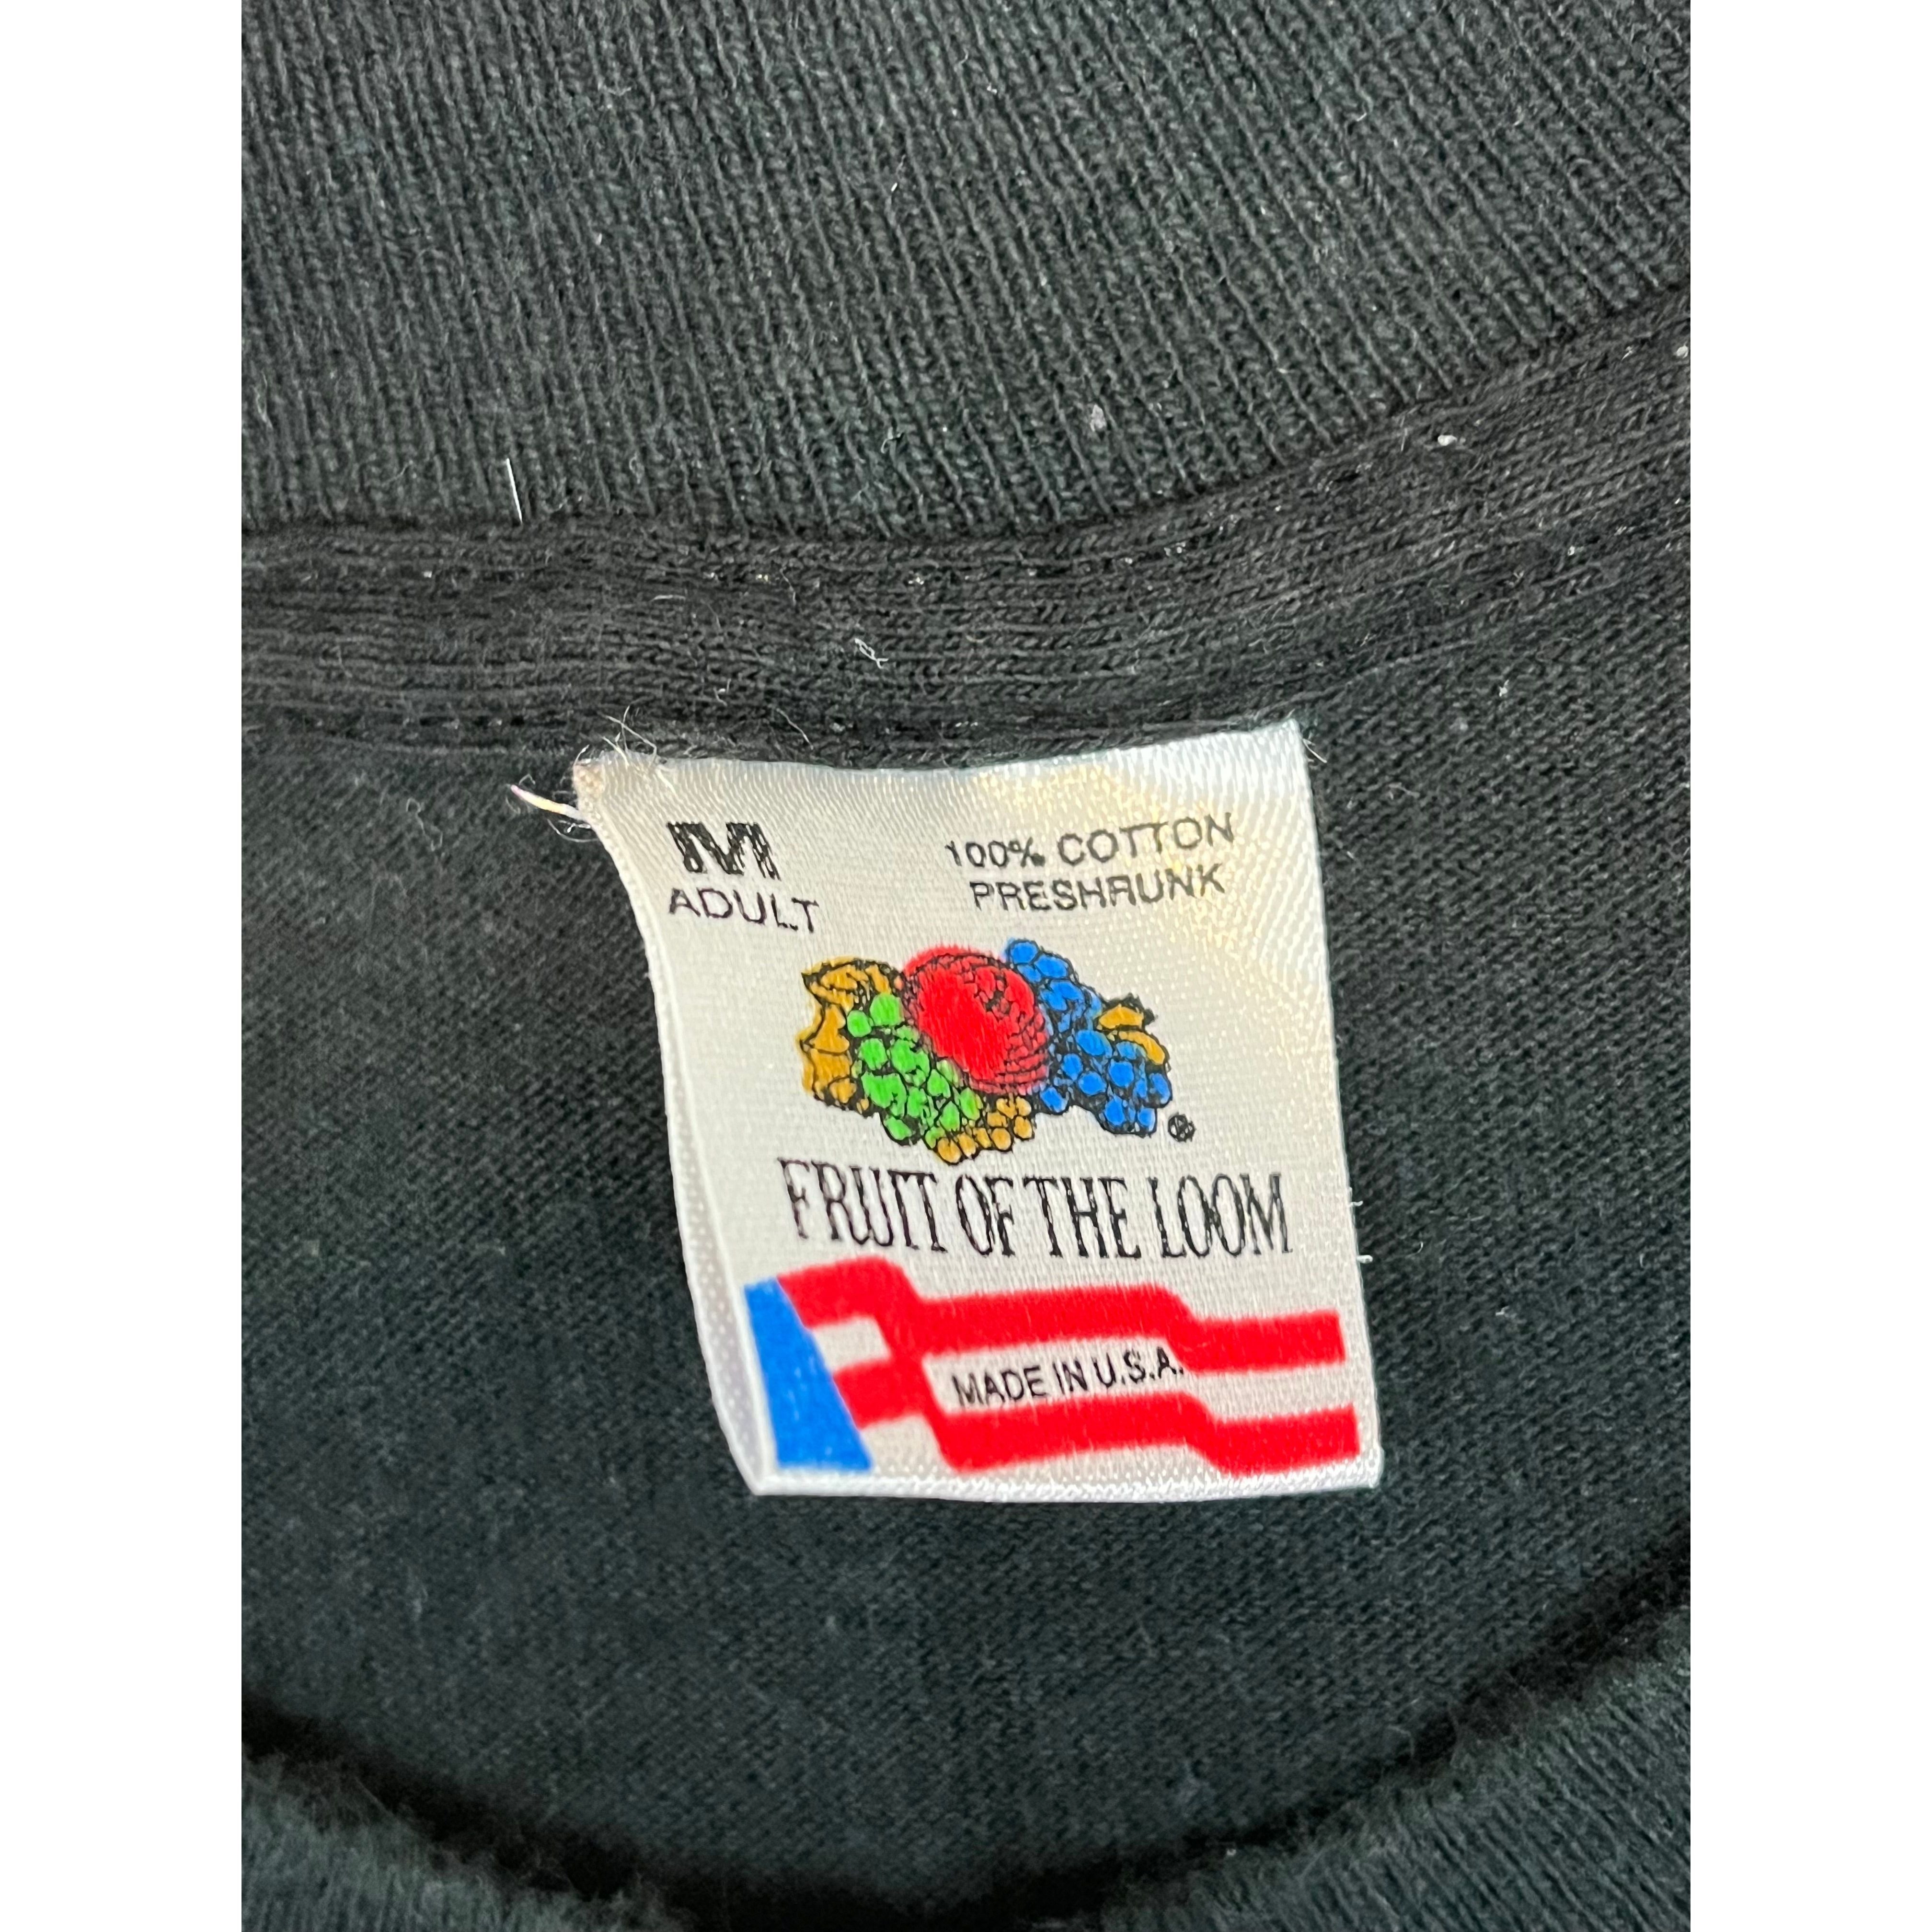 M
ADULT
100% COTTON
PRESHRUNK
®
FRUIT OF THE LOOM
MADE IN U.S.A.